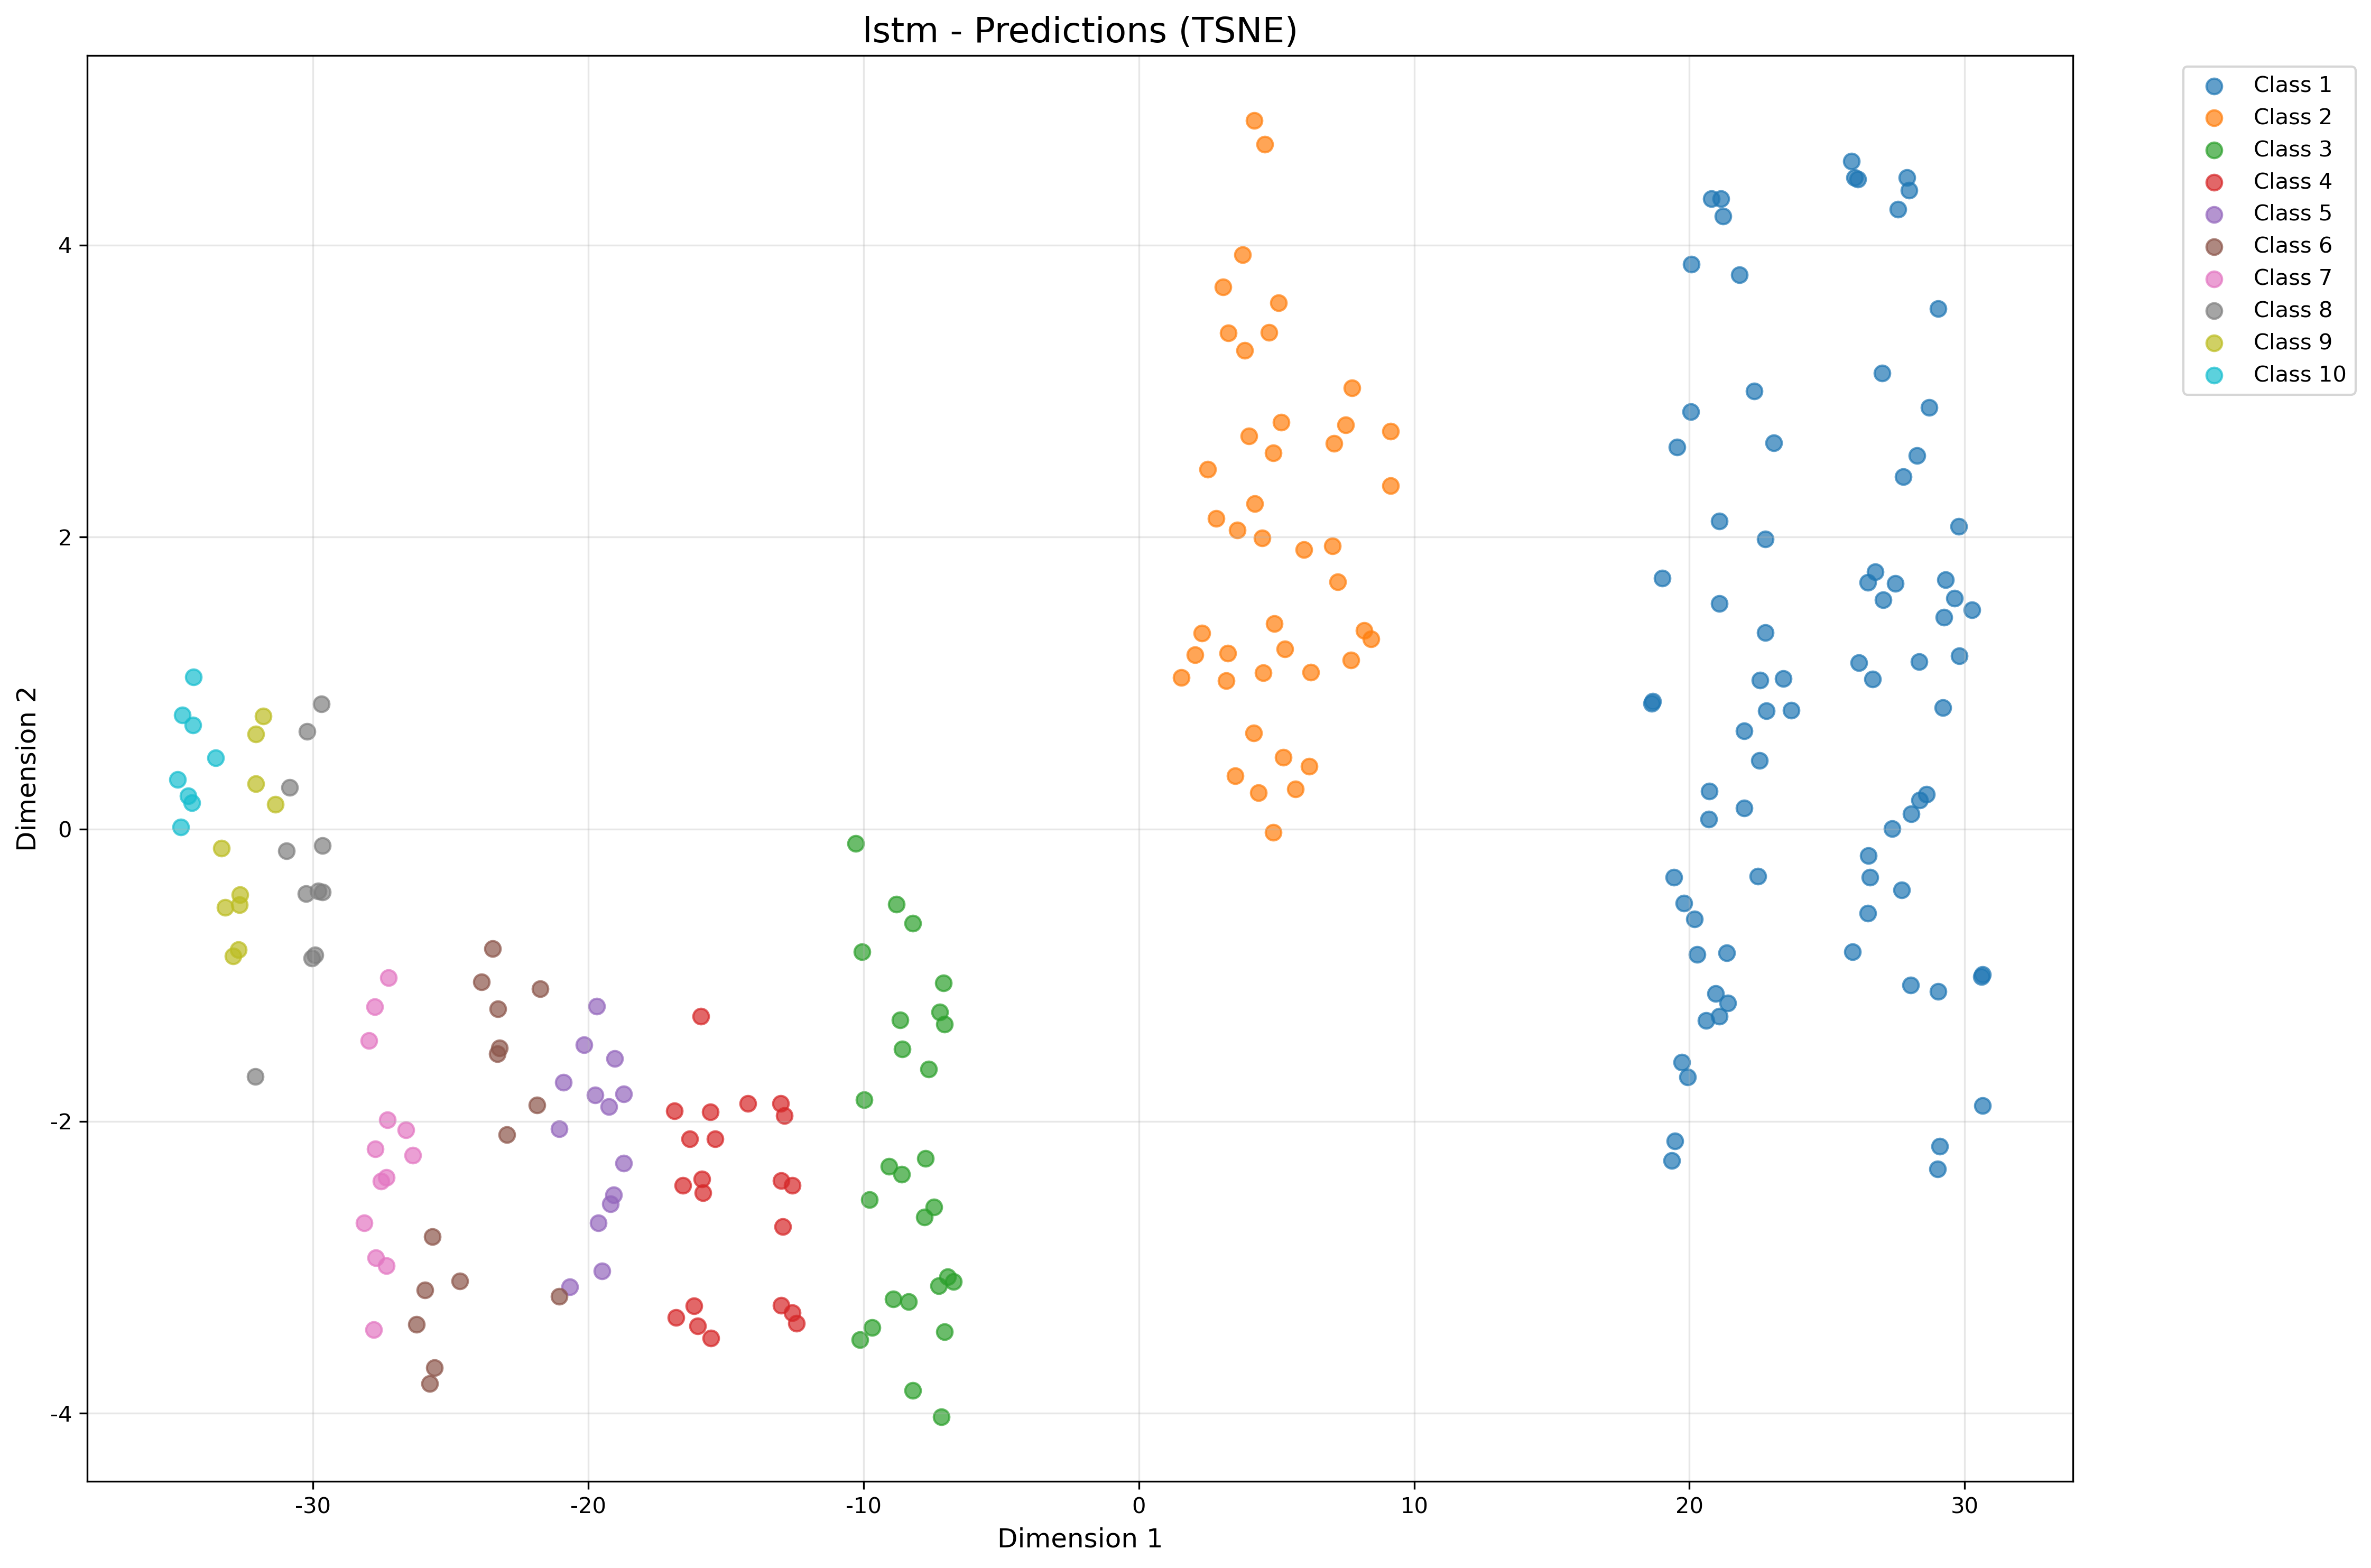 lstm - Predictions (TSNE)
Class 1
Class 2
Class 3
Class 4
Class 5
Class 6
Class 7
Class 8
Class 9
Class 10
Dimension 2
4
2
0
-2
-4
-30 -20 -10 0 10 20 30
Dimension 1